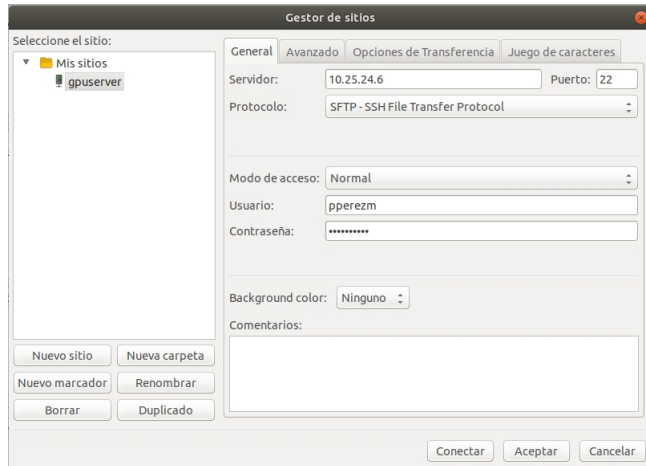 Gestor de sitios
Seleccione el sitio:
Mis sitios
gpuserver
General Avanzado Opciones de Transferencia Juego de caracteres
Servidor: 10.25.24.6 Puerto: 22
Protocolo: SFTP - SSH File Transfer Protocol
Modo de acceso: Normal
Usuario: pperezm
Contraseña: ••••••••••
Background color: Ninguno
Comentarios:
Nuevo sitio Nueva carpeta
Nuevo marcador Renombrar
Borrar Duplicado
Conectar Aceptar Cancelar